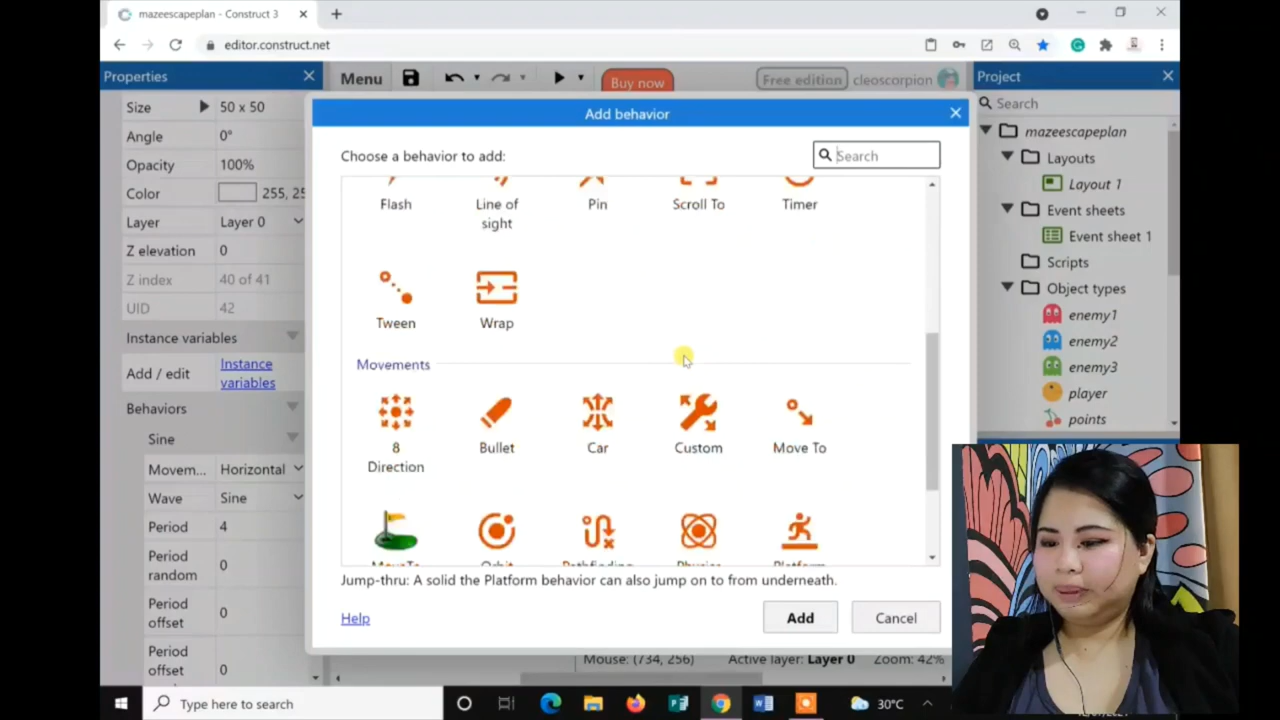 mazeescapeplan - Construct 3
editor.construct.net
Properties
Menu
Buy now
Free edition
cleoscorpion
Project
Size 50 x 50
Angle 0°
Opacity 100%
Color 255, 25
Layer Layer 0
Z elevation 0
Z index 40 of 41
UID 42
Instance variables
Add / edit Instance variables
Behaviors
Sine
Movem... Horizontal
Wave Sine
Period 4
Period random 0
Period offset 0
Period offset 0
Add behavior
Choose a behavior to add:
Search
Flash Line of sight Pin Scroll To Timer
Tween Wrap
Movements
8 Direction Bullet Car Custom Move To
Jump-thru: A solid the Platform behavior can also jump on to from underneath.
Help
Add Cancel
Search
mazeescapeplan
Layouts
Layout 1
Event sheets
Event sheet 1
Scripts
Object types
enemy1
enemy2
enemy3
player
points
Mouse: (734, 256) Active layer: Layer 0 Zoom: 42%
Type here to search
30°C